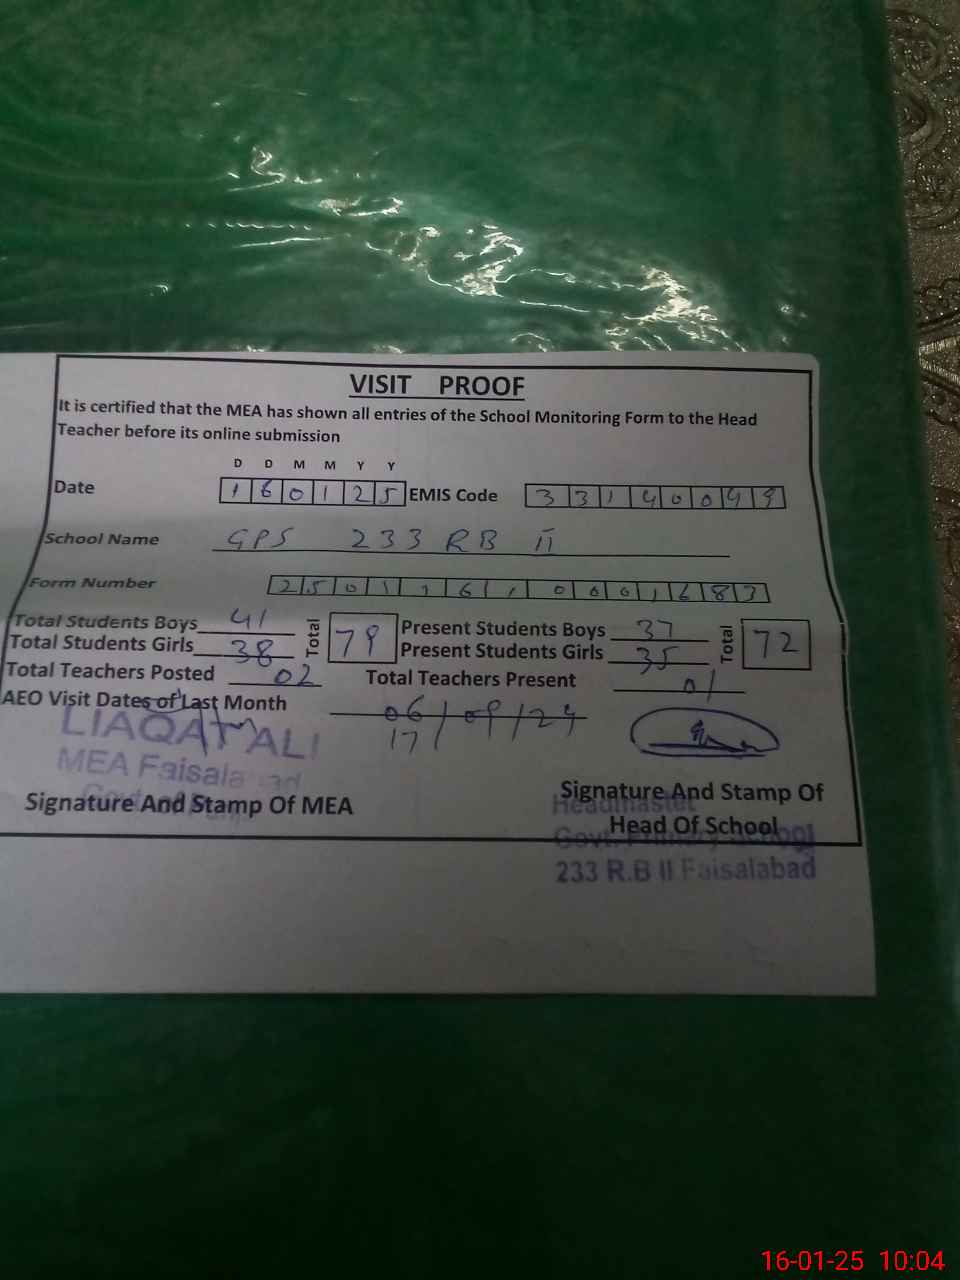 VISIT PROOF
It is certified that the MEA has shown all entries of the School Monitoring Form to the Head
Teacher before its online submission
D D M M Y Y
Date 160125 EMIS Code 33140049
School Name GPS 233 RB II
Form Number
Total Students Boys 41 Total 79 Present Students Boys 37 Total 72
Total Students Girls 38 Present Students Girls 35
Total Teachers Posted 02 Total Teachers Present 01
AEO Visit Dates of Last Month 06/09/24
17/
LIAQAT ALI
MEA Faisalabad
Signature And Stamp Of MEA
Signature And Stamp Of
Head Of School
Headmaster
Govt. Primary School
233 R.B II Faisalabad
16-01-25 10:04